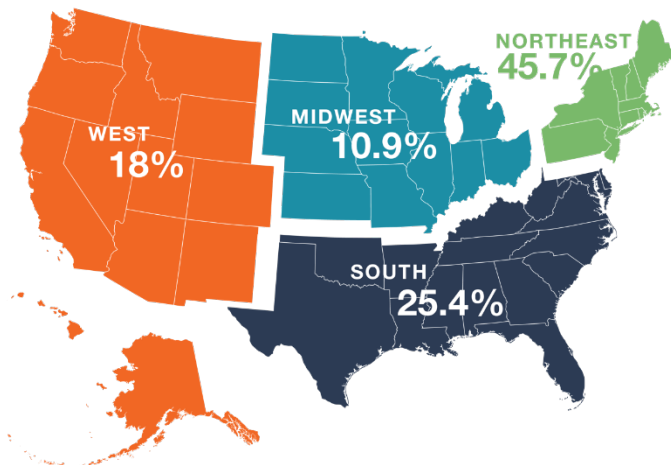 NORTHEAST
45.7%
WEST
18%
MIDWEST
10.9%
SOUTH
25.4%